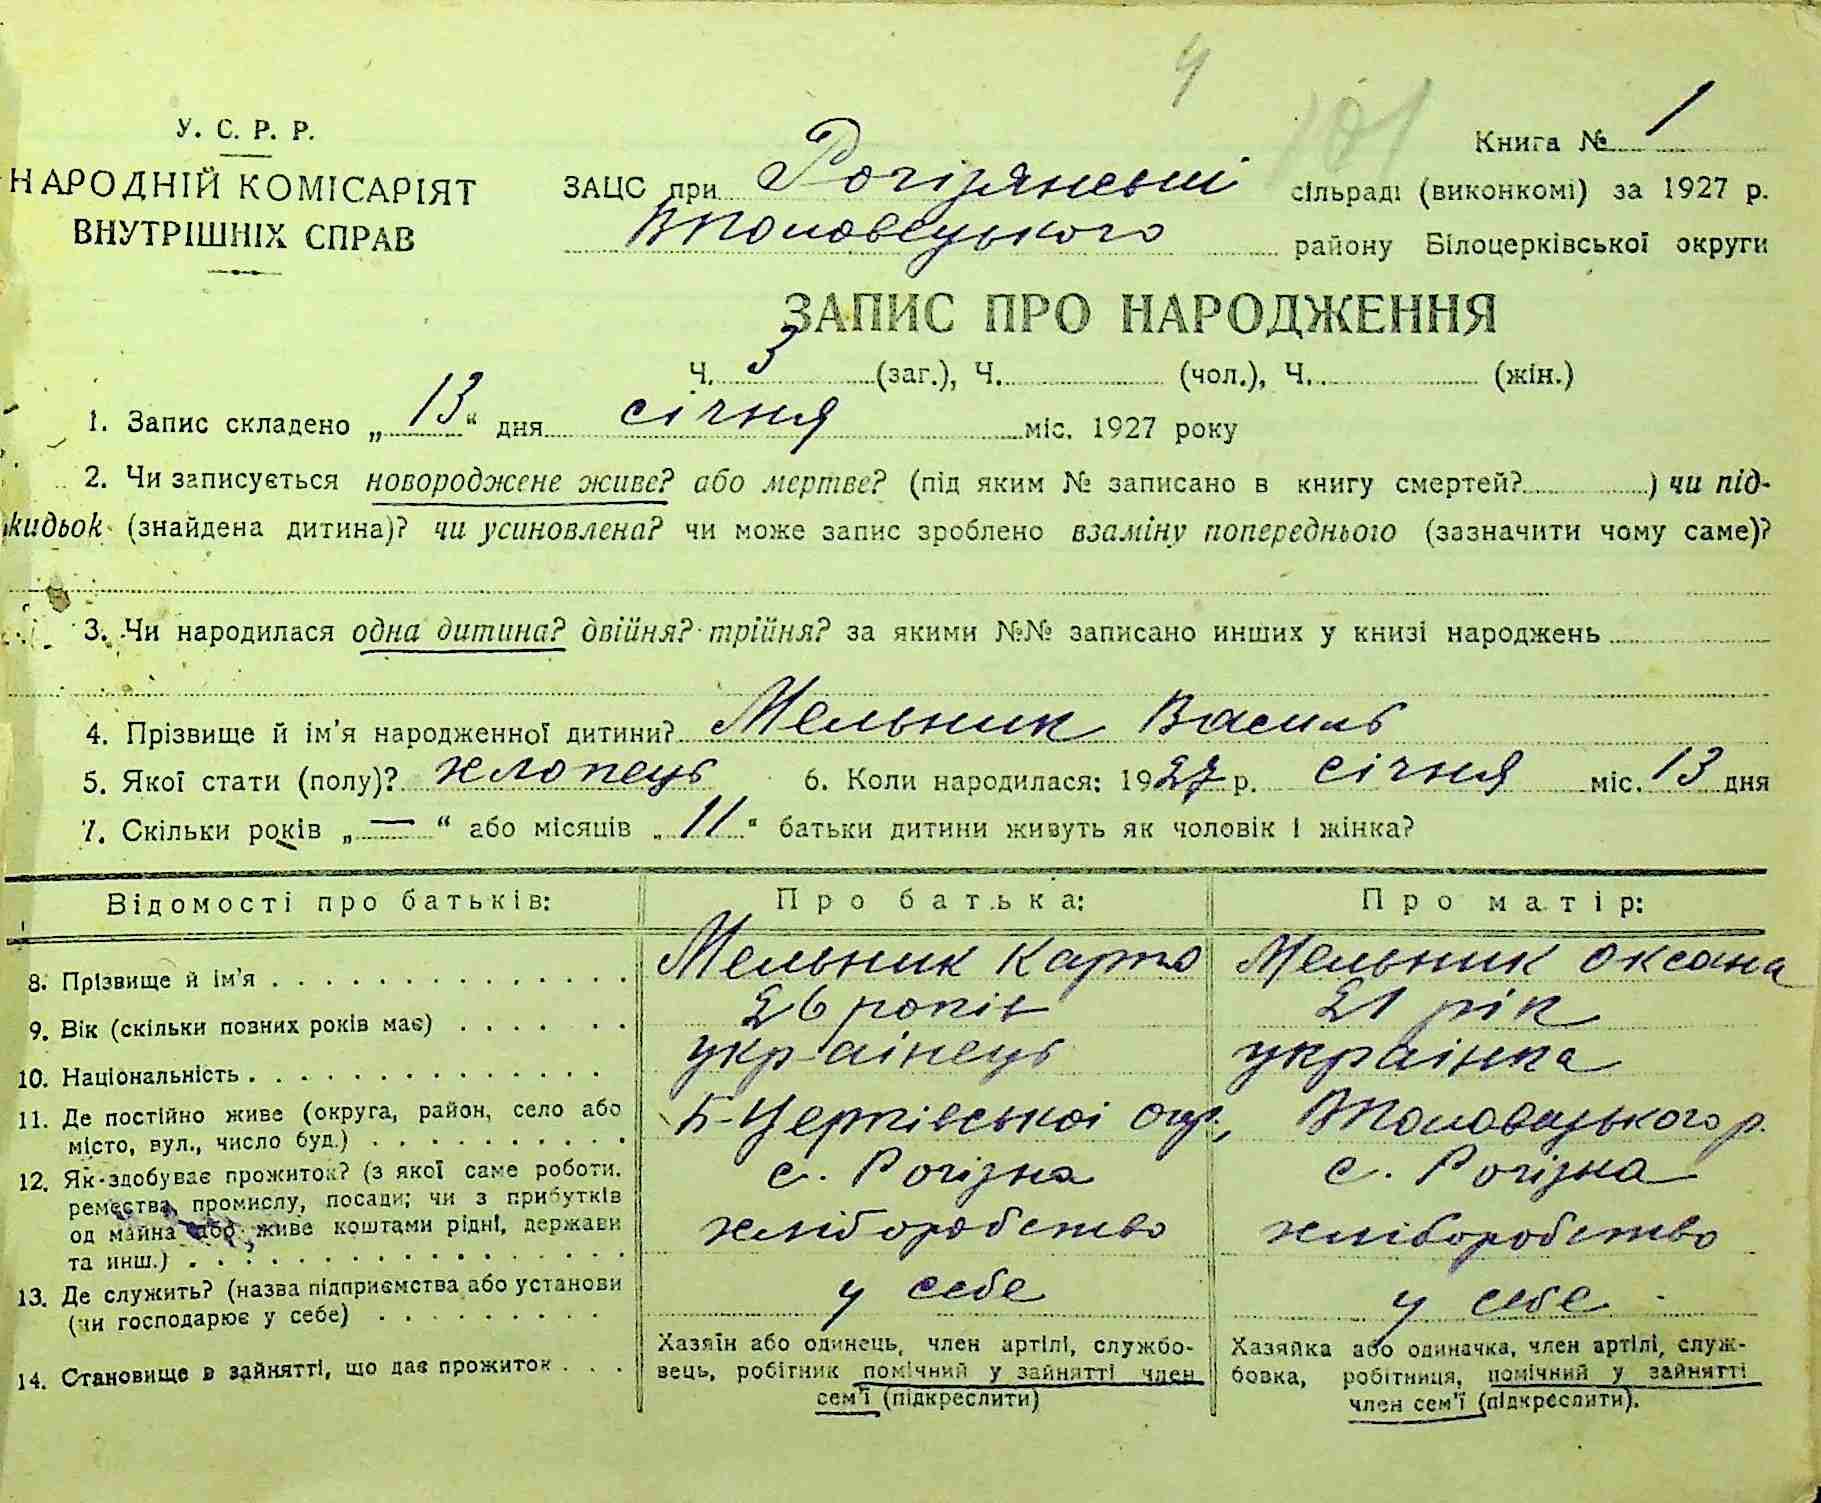 4
101
У. С. Р. Р.
НАРОДНІЙ КОМІСАРІЯТ
ВНУТРІШНІХ СПРАВ
Книга № 1
ЗАЦС при Рогізянській сільраді (виконкомі) за 1927 р.
району Білоцерківської округи
ЗАПИС ПРО НАРОДЖЕННЯ
Ч. 3 (заг.), Ч. (чол.), Ч. (жін.)
1. Запис складено „13“ дня січня міс. 1927 року
2. Чи записується новороджене живе? або мертве? (під яким № записано в книгу смертей?) чи під-
кидьок (знайдена дитина)? чи усиновлена? чи може запис зроблено взаміну попереднього (зазначити чому саме)?
3. Чи народилася одна дитина? двійня? трійня? за якими №№ записано инших у книзі народжень
4. Прізвище й ім'я народженної дитини? Мельник Василь
5. Якої стати (полу)? хлопець 6. Коли народилася: 1927 р. січня міс. 13 дня
7. Скільки років „—“ або місяців „11“ батьки дитини живуть як чоловік і жінка?
Відомості про батьків: Про батька: Про матір:
8. Прізвище й ім'я Мельник Карпо Мельник Оксана
9. Вік (скільки повних років має) 26 років 21 рік
10. Національність українець українка
11. Де постійно живе (округа, район, село або
місто, вул., число буд.) Б-Церківської окр.,
с. Рогізна с. Рогізна
12. Як здобуває прожиток? (з якої саме роботи.
ремества, промислу, посади; чи з прибутків
од майна або живе коштами рідні, держави
та инш.) хліборобство хліборобство
13. Де служить? (назва підприємства або установи
(чи господарює у себе) у себе у себе
14. Становище в зайнятті, що дає прожиток
Хазяїн або одинець, член артілі, службо-
вець, робітник помічний у зайнятті член
сем'ї (підкреслити)
Хазяйка або одиначка, член артілі, служ-
бовка, робітниця, помічний у зайнятті
член сем'ї (підкреслити).